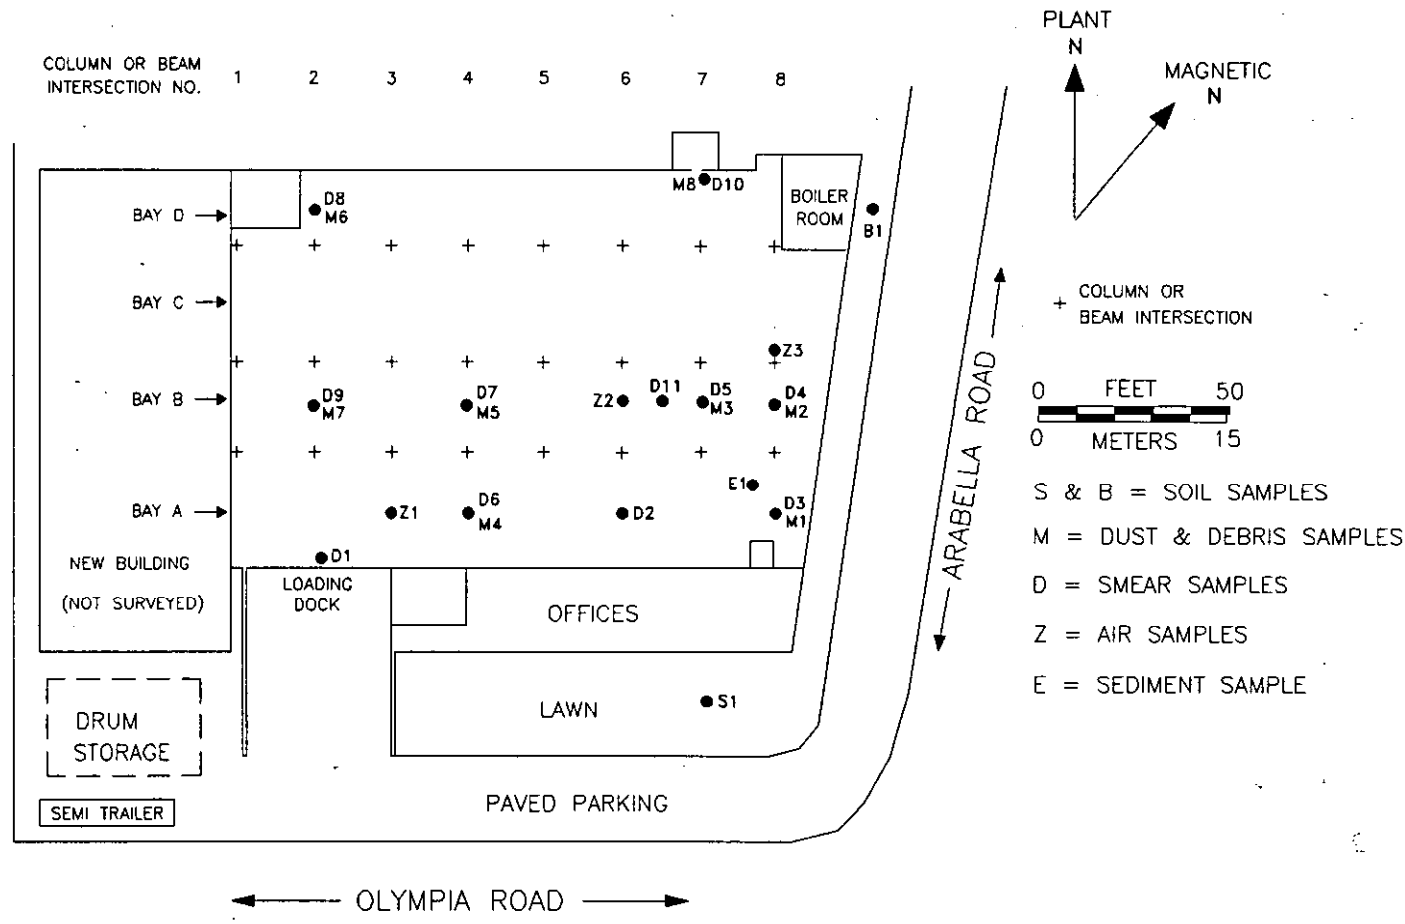 PLANT
N
MAGNETIC
N
COLUMN OR BEAM
INTERSECTION NO.
1 2 3 4 5 6 7 8
M8 D10
BOILER
ROOM
D8
M6
BAY D
B1
BAY C
+ COLUMN OR
BEAM INTERSECTION
Z3
BAY B
D9
M7
D7
M5
Z2
D11
D5
M3
D4
M2
0 FEET 50
0 METERS 15
ARABELLA ROAD
E1
S & B = SOIL SAMPLES
BAY A
Z1
D6
M4
D2
D3
M1
M = DUST & DEBRIS SAMPLES
D1
NEW BUILDING
(NOT SURVEYED)
LOADING
DOCK
OFFICES
D = SMEAR SAMPLES
Z = AIR SAMPLES
E = SEDIMENT SAMPLE
LAWN
S1
DRUM
STORAGE
SEMI TRAILER
PAVED PARKING
OLYMPIA ROAD